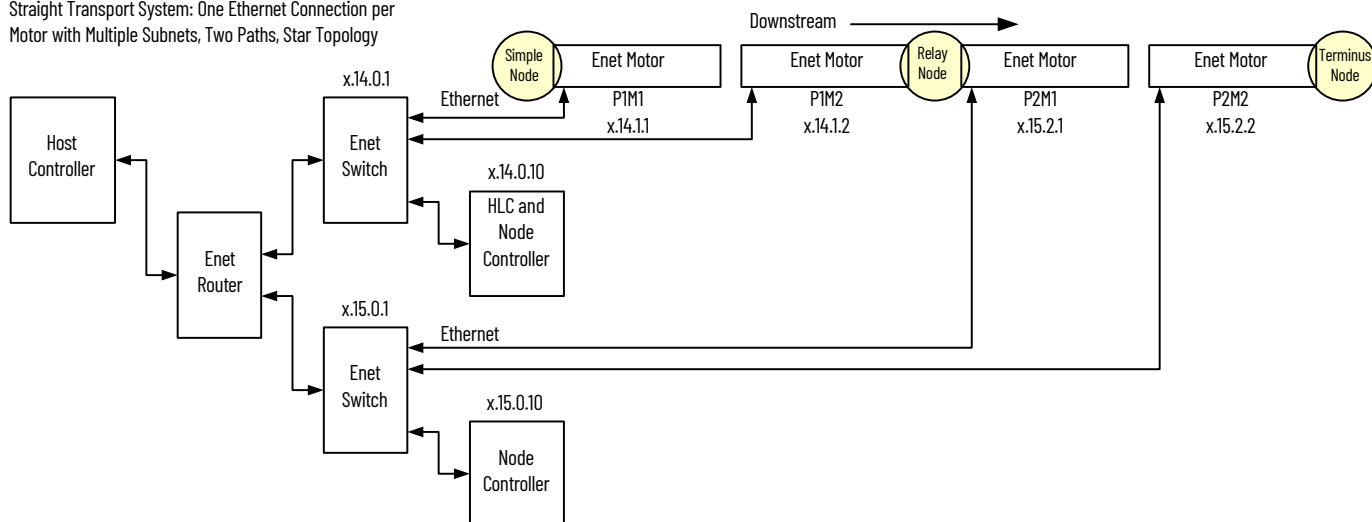 Straight Transport System: One Ethernet Connection per
Motor with Multiple Subnets, Two Paths, Star Topology
Downstream
Simple
Node
Enet Motor
Enet Motor
Relay
Node
Enet Motor
Enet Motor
Terminus
Node
P1M1
x.14.1.1
P1M2
x.14.1.2
P2M1
x.15.2.1
P2M2
x.15.2.2
x.14.0.1
Ethernet
Host
Controller
Enet
Switch
x.14.0.10
HLC and
Node
Controller
Enet
Router
x.15.0.1
Ethernet
Enet
Switch
x.15.0.10
Node
Controller